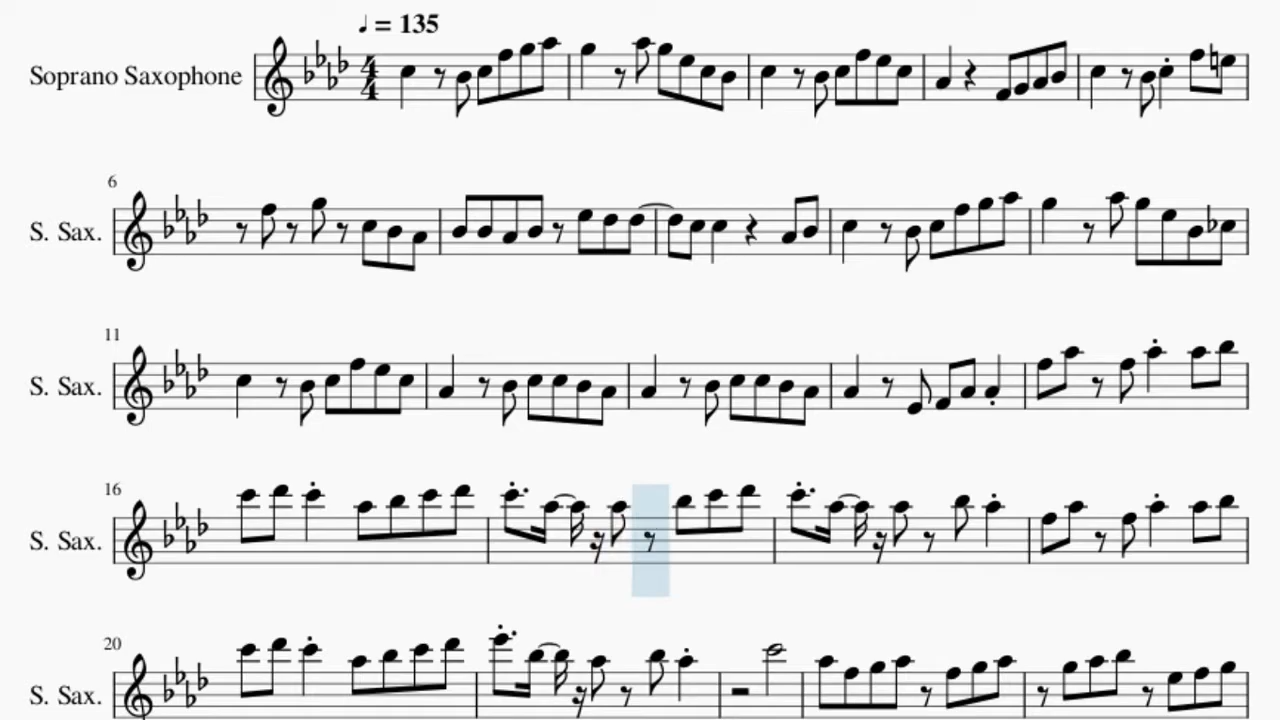 ♩ = 135
Soprano Saxophone
4
4
6
S. Sax.
11
S. Sax.
16
S. Sax.
20
S. Sax.